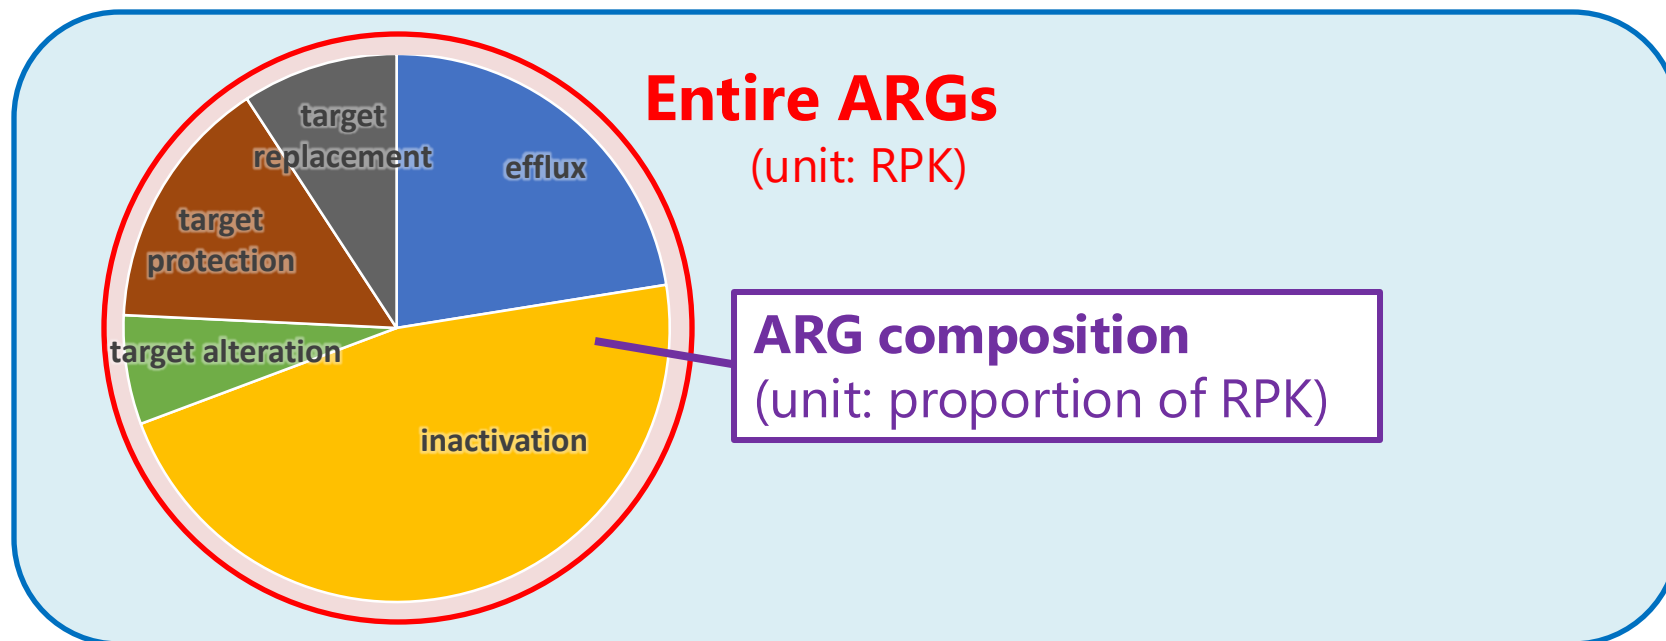 target
replacement
efflux
target
protection
target alteration
inactivation
Entire ARGs
(unit: RPK)
ARG composition
(unit: proportion of RPK)